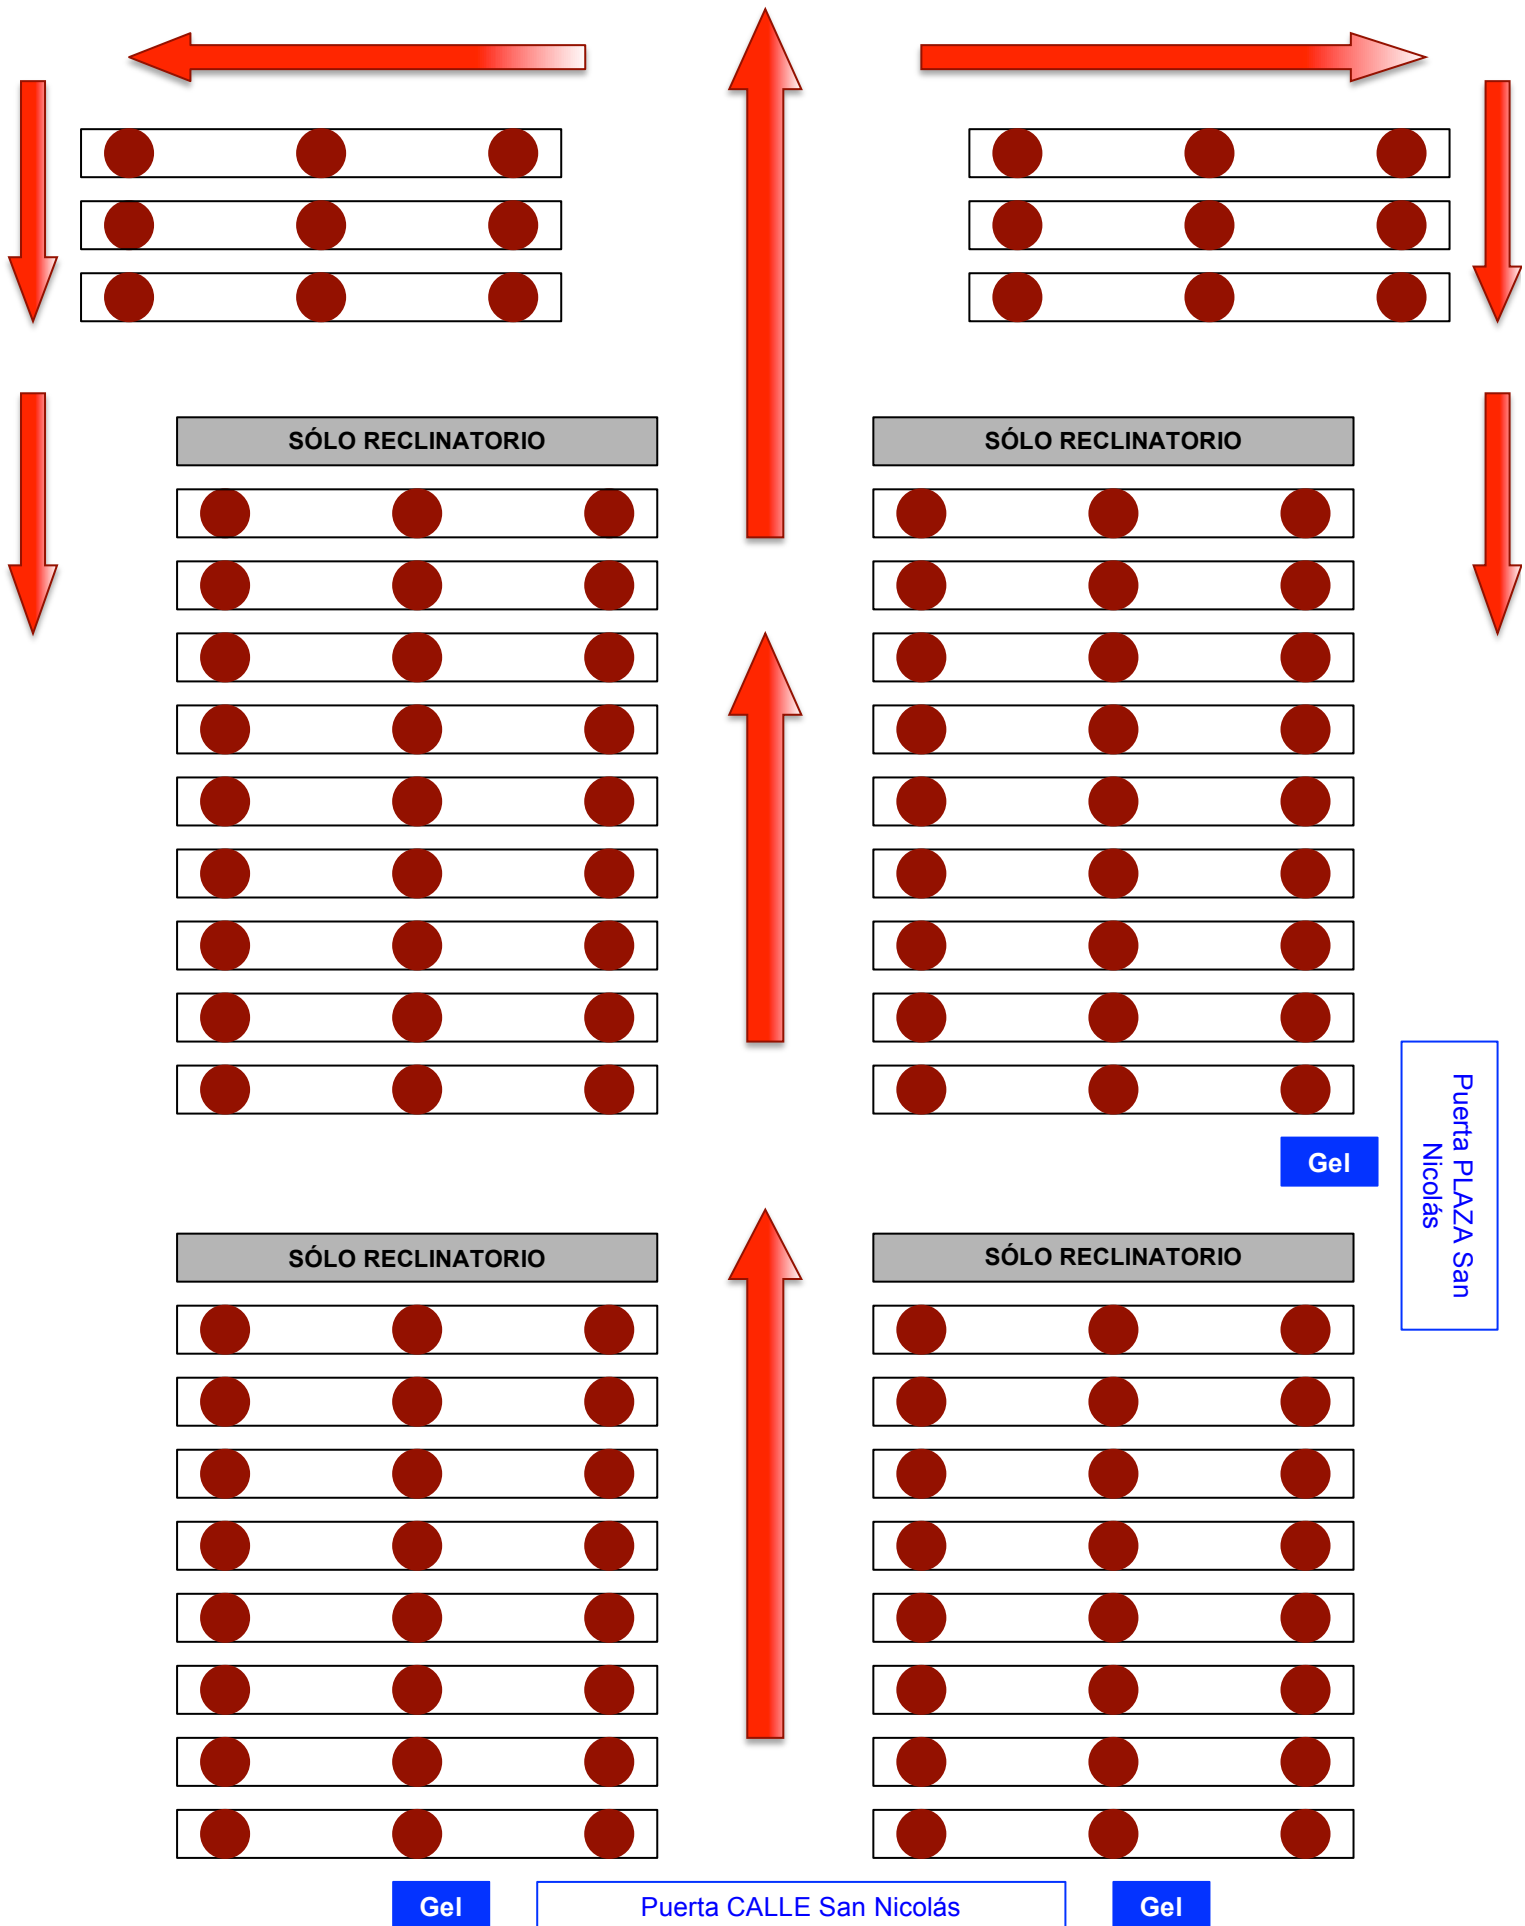 SÓLO RECLINATORIO
SÓLO RECLINATORIO
Gel
Puerta PLAZA San
Nicolás
SÓLO RECLINATORIO
SÓLO RECLINATORIO
Gel
Puerta CALLE San Nicolás
Gel